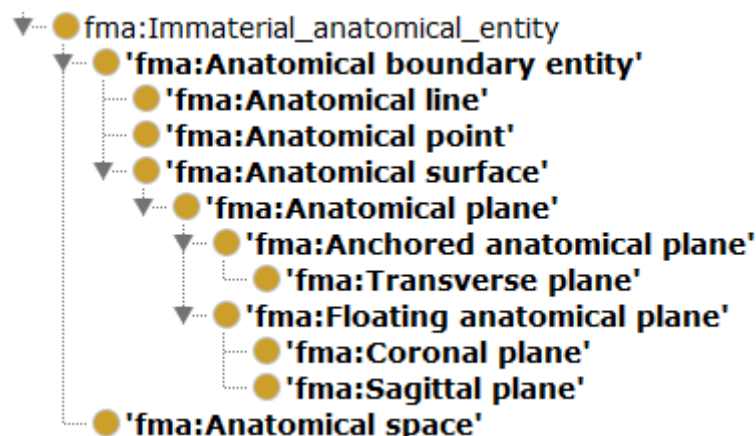 fma:Immaterial_anatomical_entity
'fma:Anatomical boundary entity'
'fma:Anatomical line'
'fma:Anatomical point'
'fma:Anatomical surface'
'fma:Anatomical plane'
'fma:Anchored anatomical plane'
'fma:Transverse plane'
'fma:Floating anatomical plane'
'fma:Coronal plane'
'fma:Sagittal plane'
'fma:Anatomical space'